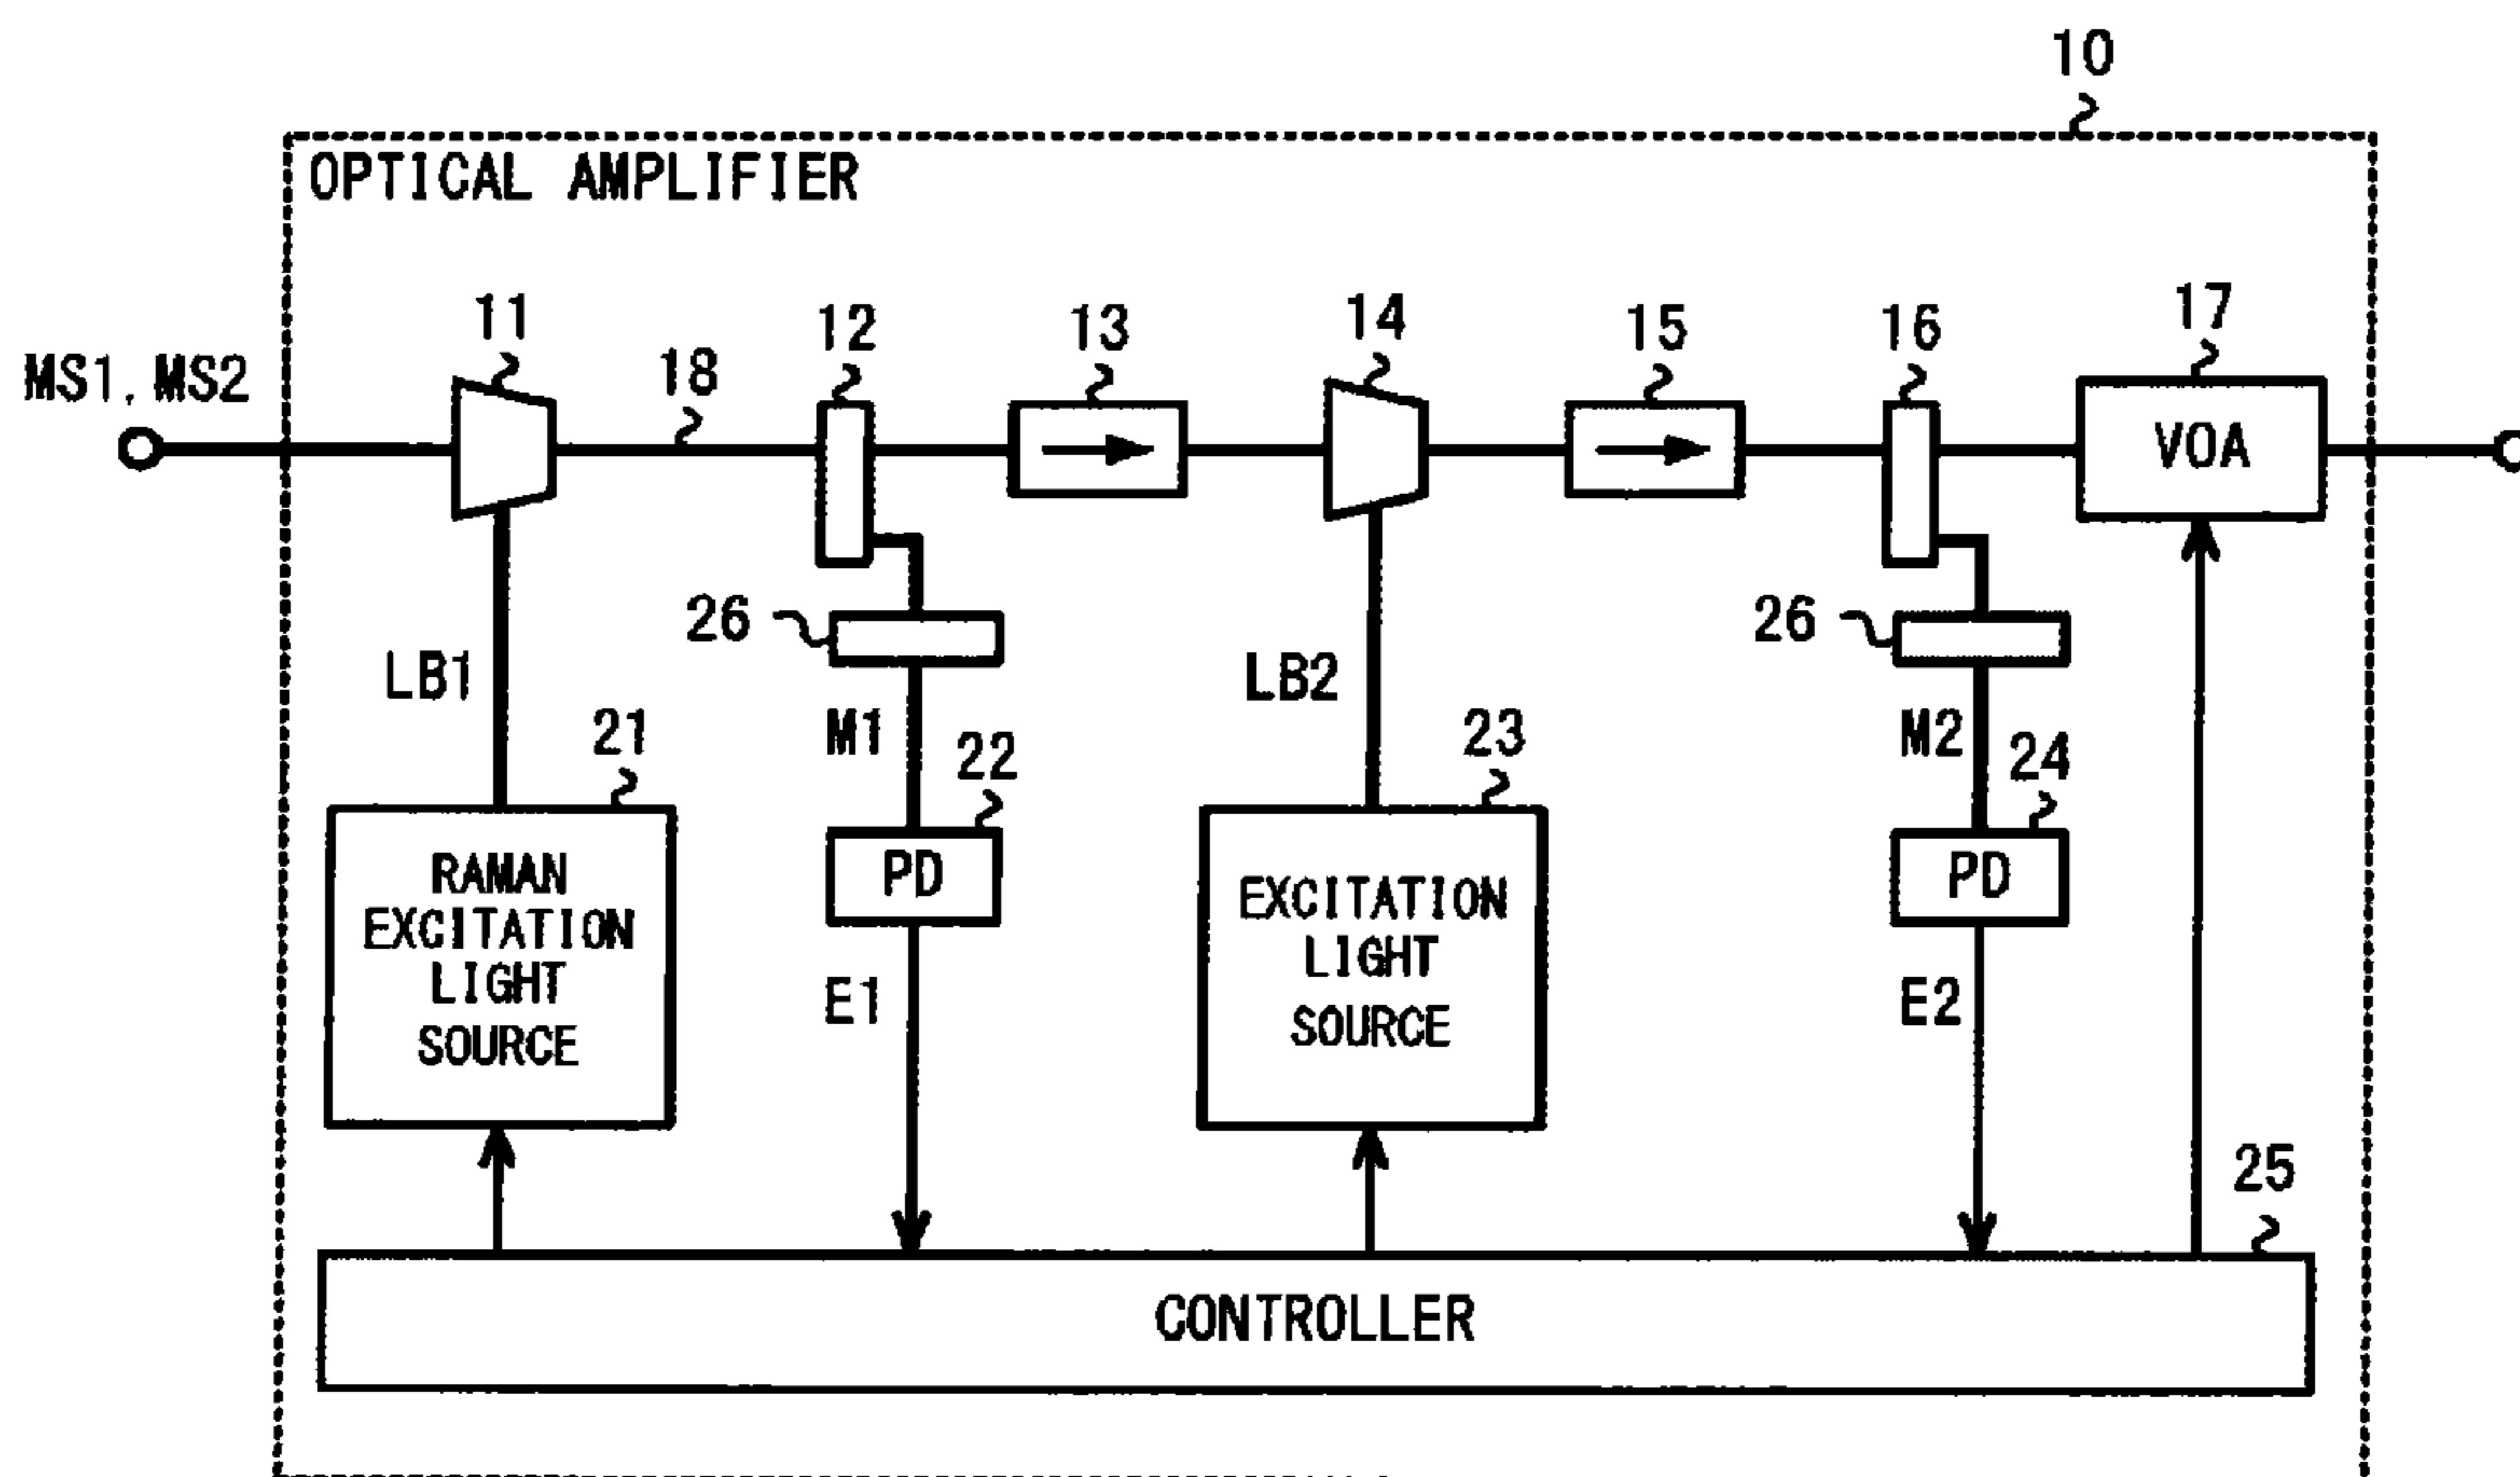 10
OPTICAL AMPLIFIER
MS1, MS2
11
18
12
13
14
15
16
17
VOA
26
26
LB1
M1
LB2
M2
21
22
23
24
RAMAN
EXCITATION
LIGHT
SOURCE
PD
EXCITATION
LIGHT
SOURCE
PD
E1
E2
25
CONTROLLER